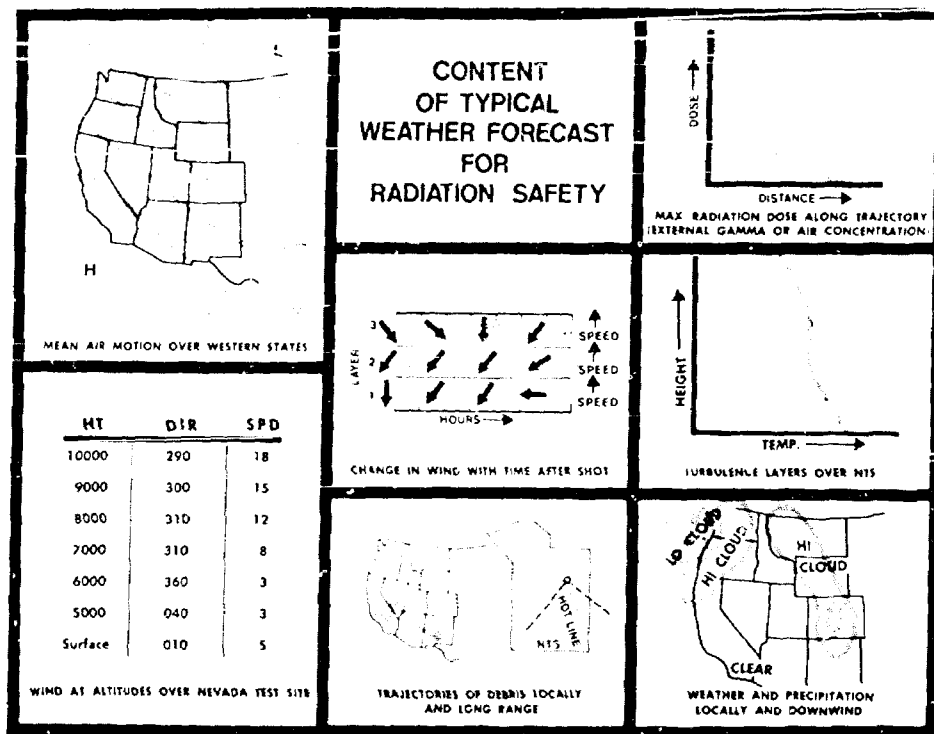 L
H
MEAN AIR MOTION OVER WESTERN STATES
CONTENT
OF TYPICAL
WEATHER FORECAST
FOR
RADIATION SAFETY
DOSE
DISTANCE
MAX RADIATION DOSE ALONG TRAJECTORY
(EXTERNAL GAMMA OR AIR CONCENTRATION)
HT DIR SPD
10000 290 18
9000 300 15
8000 310 12
7000 310 8
6000 360 3
5000 040 3
Surface 010 5
WIND AS ALTITUDES OVER NEVADA TEST SITE
LAYER
3 SPEED
2 SPEED
1 SPEED
HOURS
CHANGE IN WIND WITH TIME AFTER SHOT
HEIGHT
TEMP.
TURBULENCE LAYERS OVER NTS
HOT LINE
NTS
TRAJECTORIES OF DEBRIS LOCALLY
AND LONG RANGE
LO CLOUD
HI CLOUD
HI
CLOUD
CLEAR
WEATHER AND PRECIPITATION
LOCALLY AND DOWNWIND